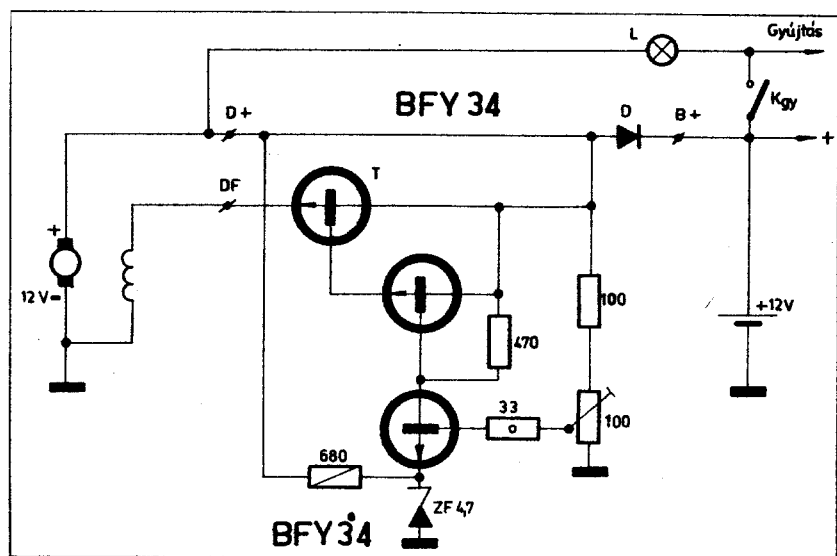 L
Gyújtás
Kgy
BFY 34
D +
D
B +
+
T
DF
+
12 V=
100
+12V
470
33
100
680
ZF 4,7
BFY 34